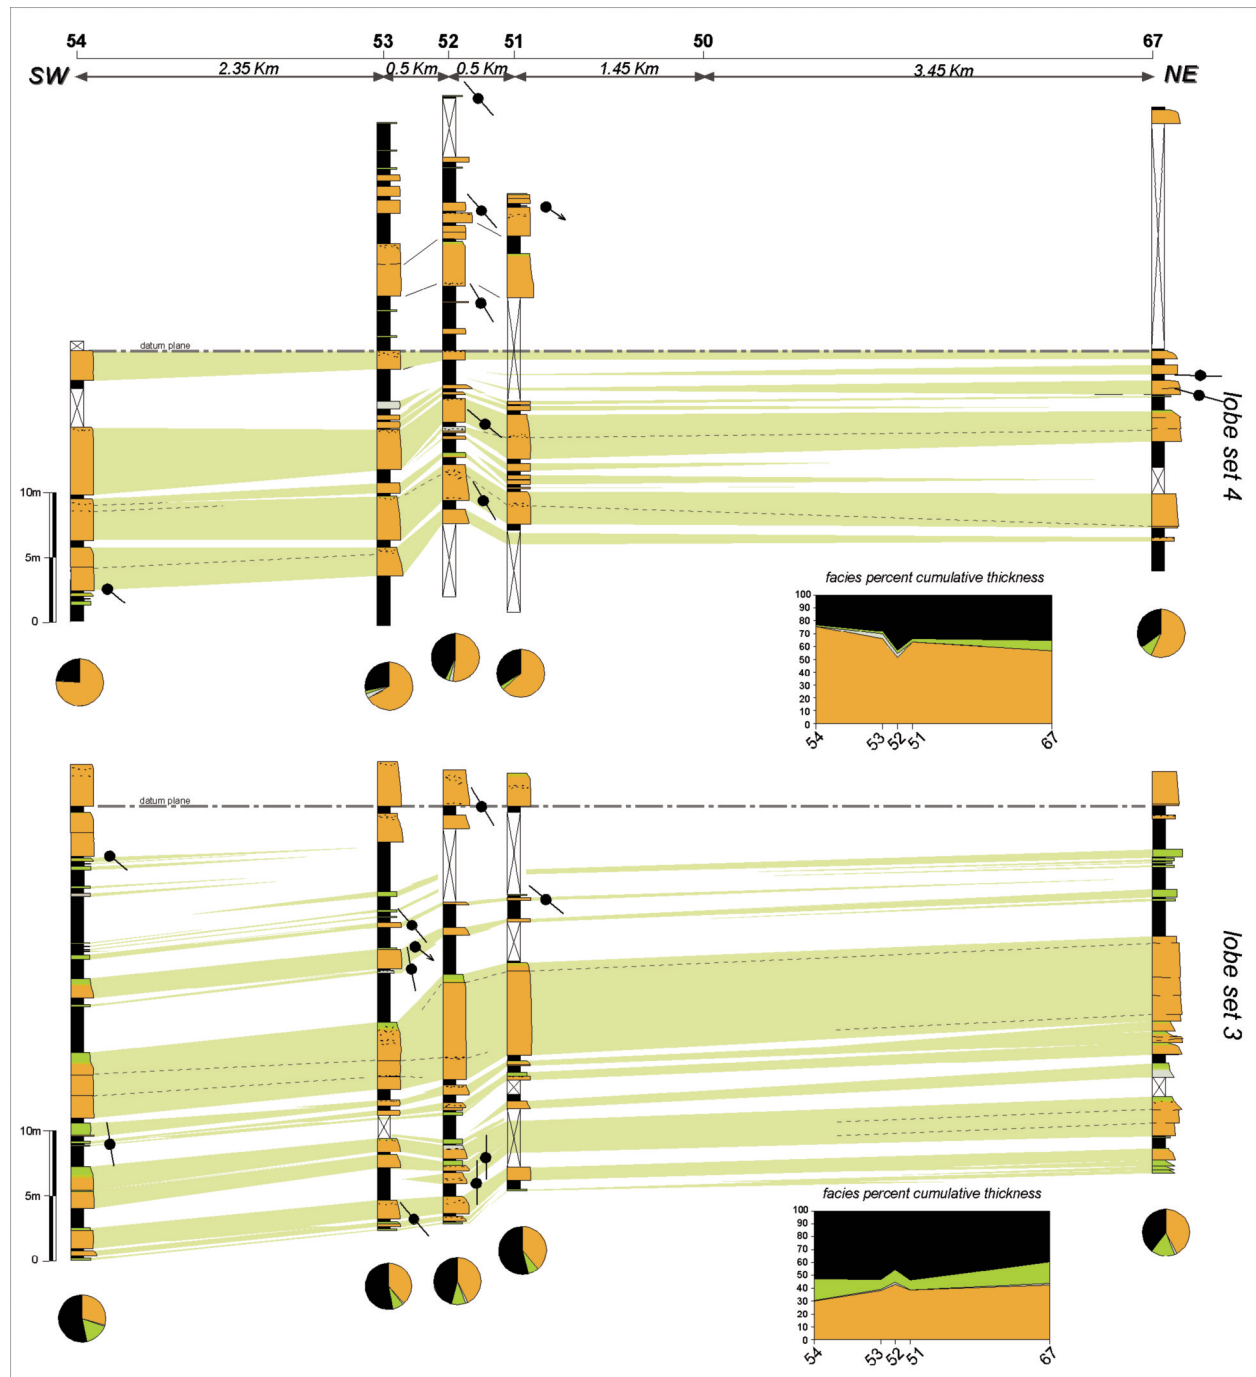 54 53 52 51 50 67
SW 2.35 Km 0.5 Km 0.5 Km 1.45 Km 3.45 Km NE
datum plane
lobe set 4
10m
5m
0
facies percent cumulative thickness
100
90
80
70
60
50
40
30
20
10
0
54 53 52 51 67
datum plane
lobe set 3
10m
5m
0
facies percent cumulative thickness
100
90
80
70
60
50
40
30
20
10
0
54 53 52 51 67